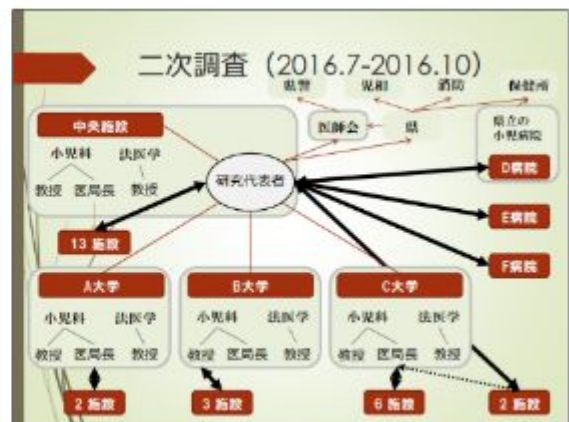 二次調査（2016.7-2016.10）
県警 児相 消防 保健所
医師会 県
県立の
小児病院
中央施設
小児科 法医学
教授 医局長 教授
研究代表者
D病院
E病院
F病院
13 施設
A大学
小児科 法医学
教授 医局長 教授
2 施設
B大学
小児科 法医学
教授 医局長 教授
3 施設
C大学
小児科 法医学
教授 医局長 教授
6 施設
2 施設